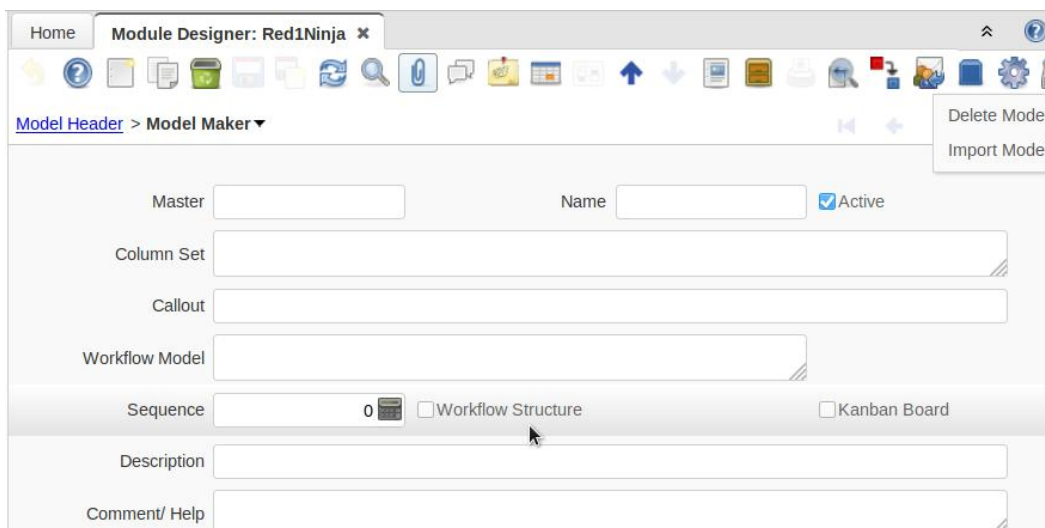 Home Module Designer: Red1Ninja
Model Header > Model Maker
Delete Mode
Import Mode
Master Name Active
Column Set
Callout
Workflow Model
Sequence 0 Workflow Structure Kanban Board
Description
Comment/ Help